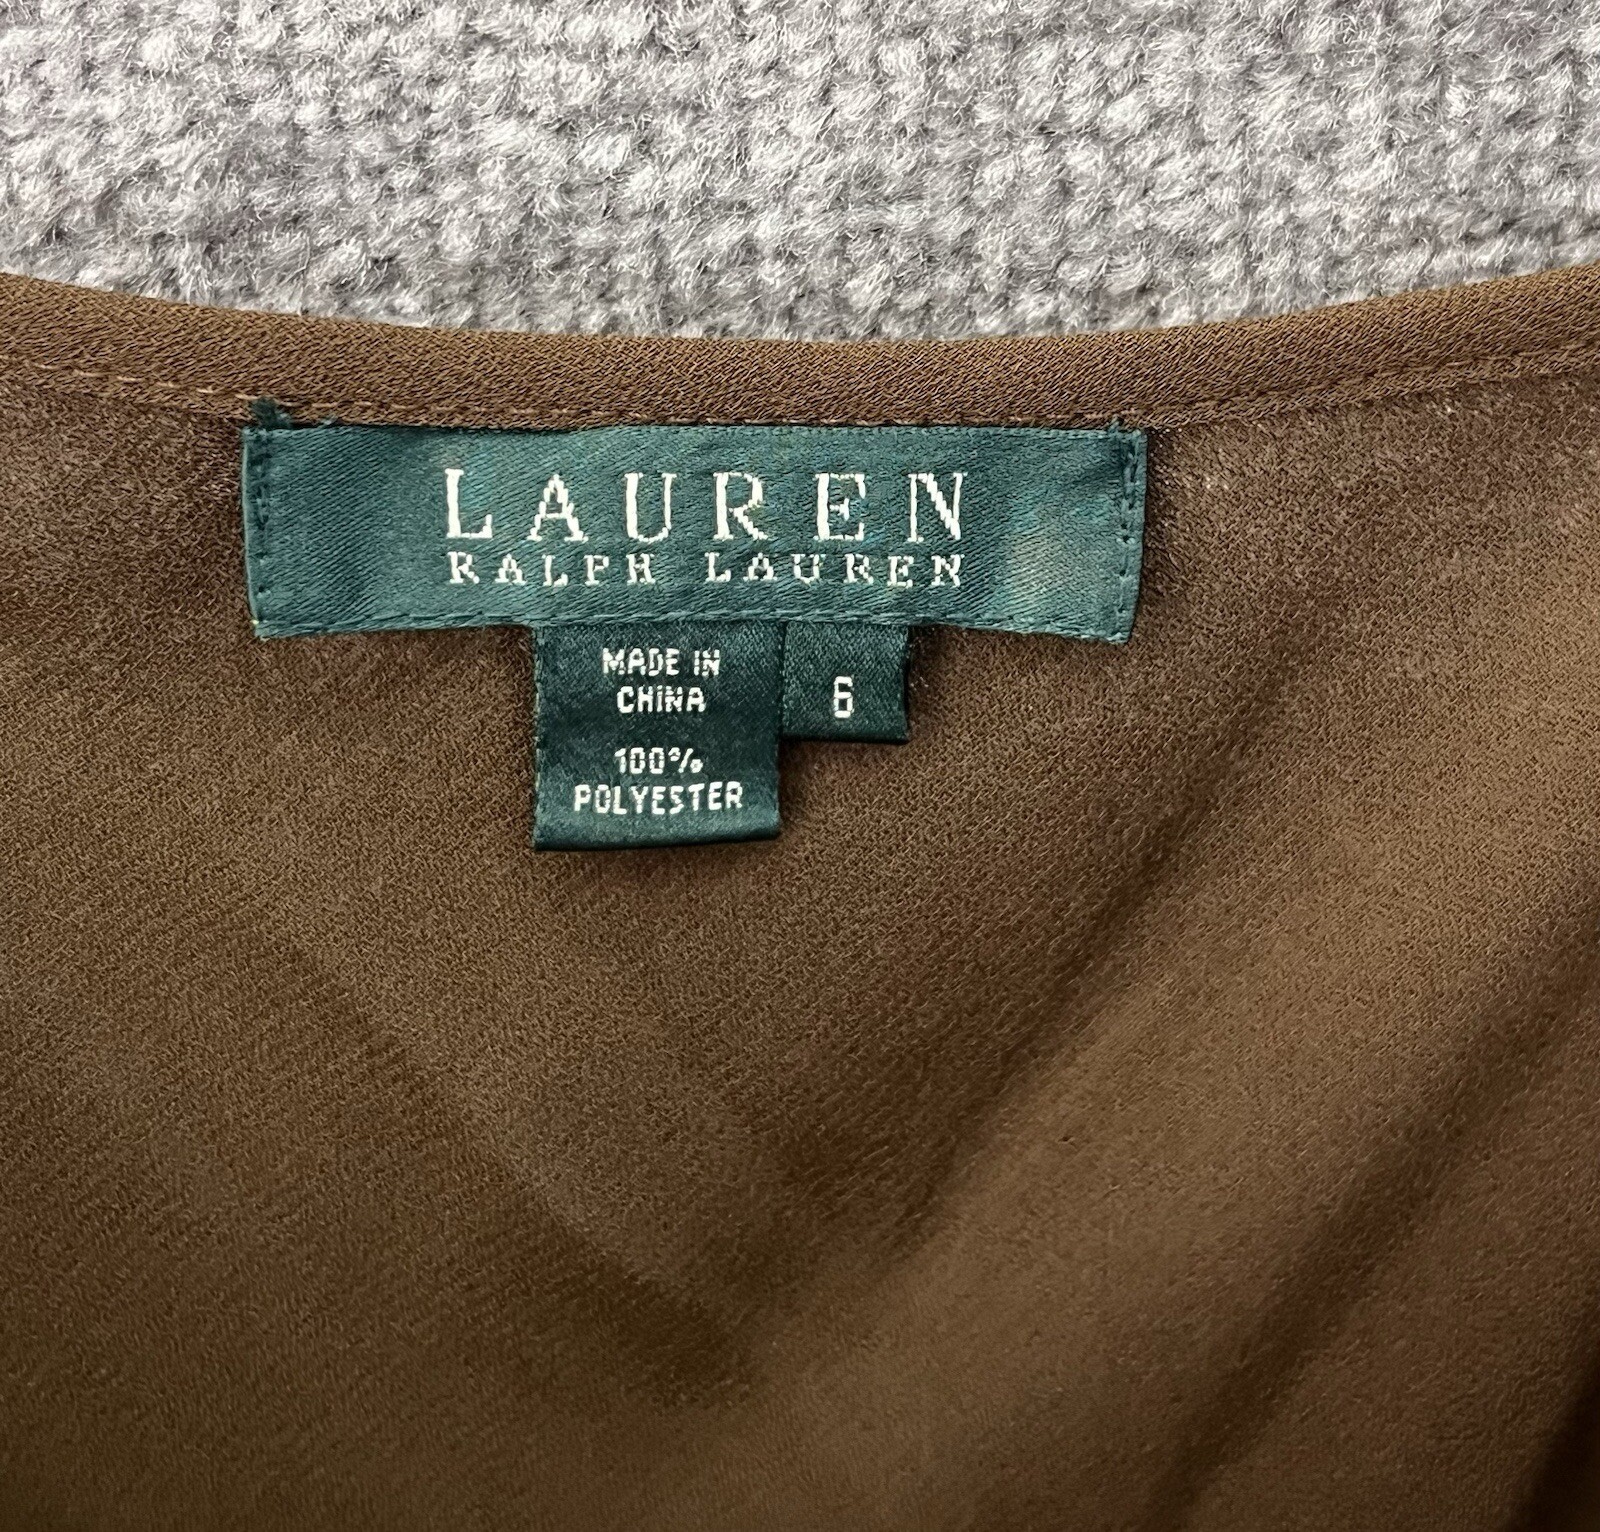 LAUREN
RALPH LAUREN
MADE IN
CHINA
100%
POLYESTER
6